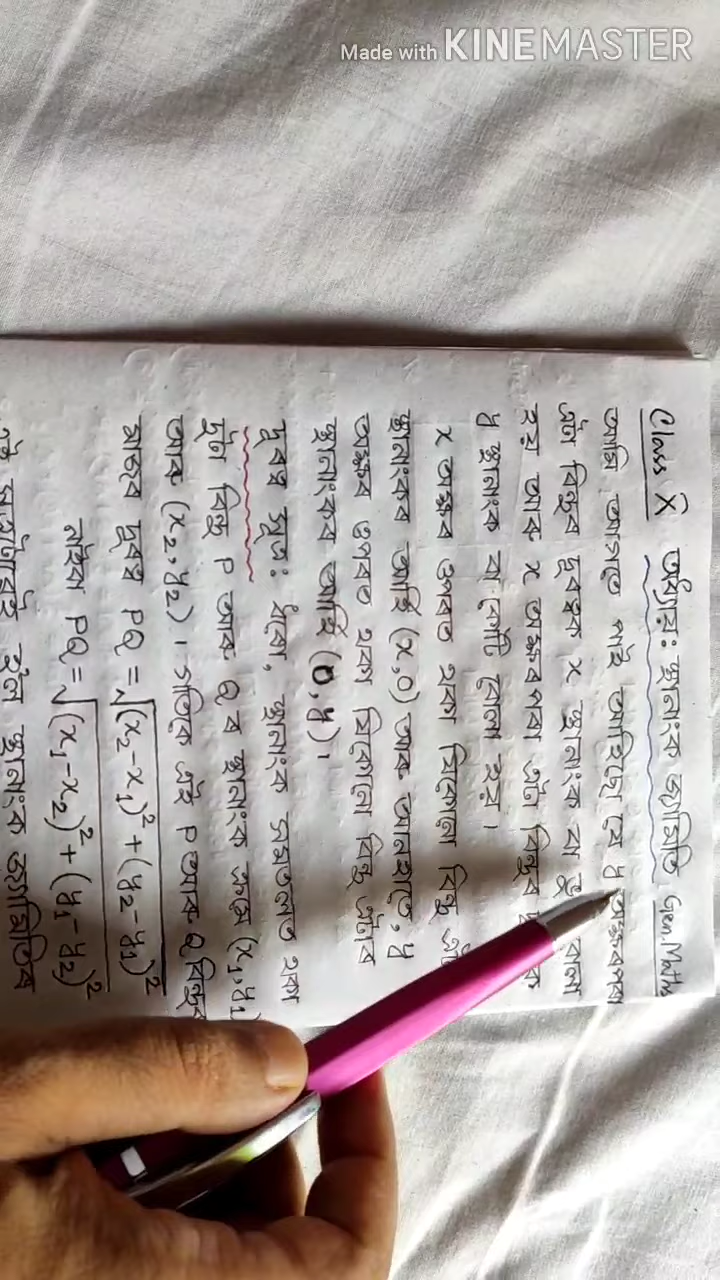 Made with KINEMASTER
Class X অধ্যায়: স্থানাংক জ্যামিতি Gen. Maths
আমি আগতে পাই আহিছো যে y অক্ষৰপৰা
এটা বিন্দুৰ দূৰত্বক x স্থানাংক বা বোলা
হয় আৰু x অক্ষৰপৰা এটা বিন্দুৰ
y স্থানাংক বা কোটি বোলা হয়।
x অক্ষৰ ওপৰত থকা যিকোনো বিন্দু
স্থানাংকৰ আৰ্হি (x,0) আৰু আনহাতে, y
অক্ষৰ ওপৰত থকা যিকোনো বিন্দু এটাৰ
স্থানাংকৰ আৰ্হি (0,y)।
দূৰত্ব সূত্ৰ: ধৰো, স্থানাংক সমতলত থকা
দুটা বিন্দু P আৰু Q ৰ স্থানাংক ক্ৰমে (x₁,y₁)
আৰু (x₂,y₂)। গতিকে এই P আৰু Q বিন্দুৰ
মাজৰ দূৰত্ব PQ = √(x₂-x₁)² + (y₂-y₁)²
নাইবা PQ = √(x₁-x₂)² + (y₁-y₂)²
এই সূত্ৰটোৱেই হ'ল স্থানাংক জ্যামিতিৰ